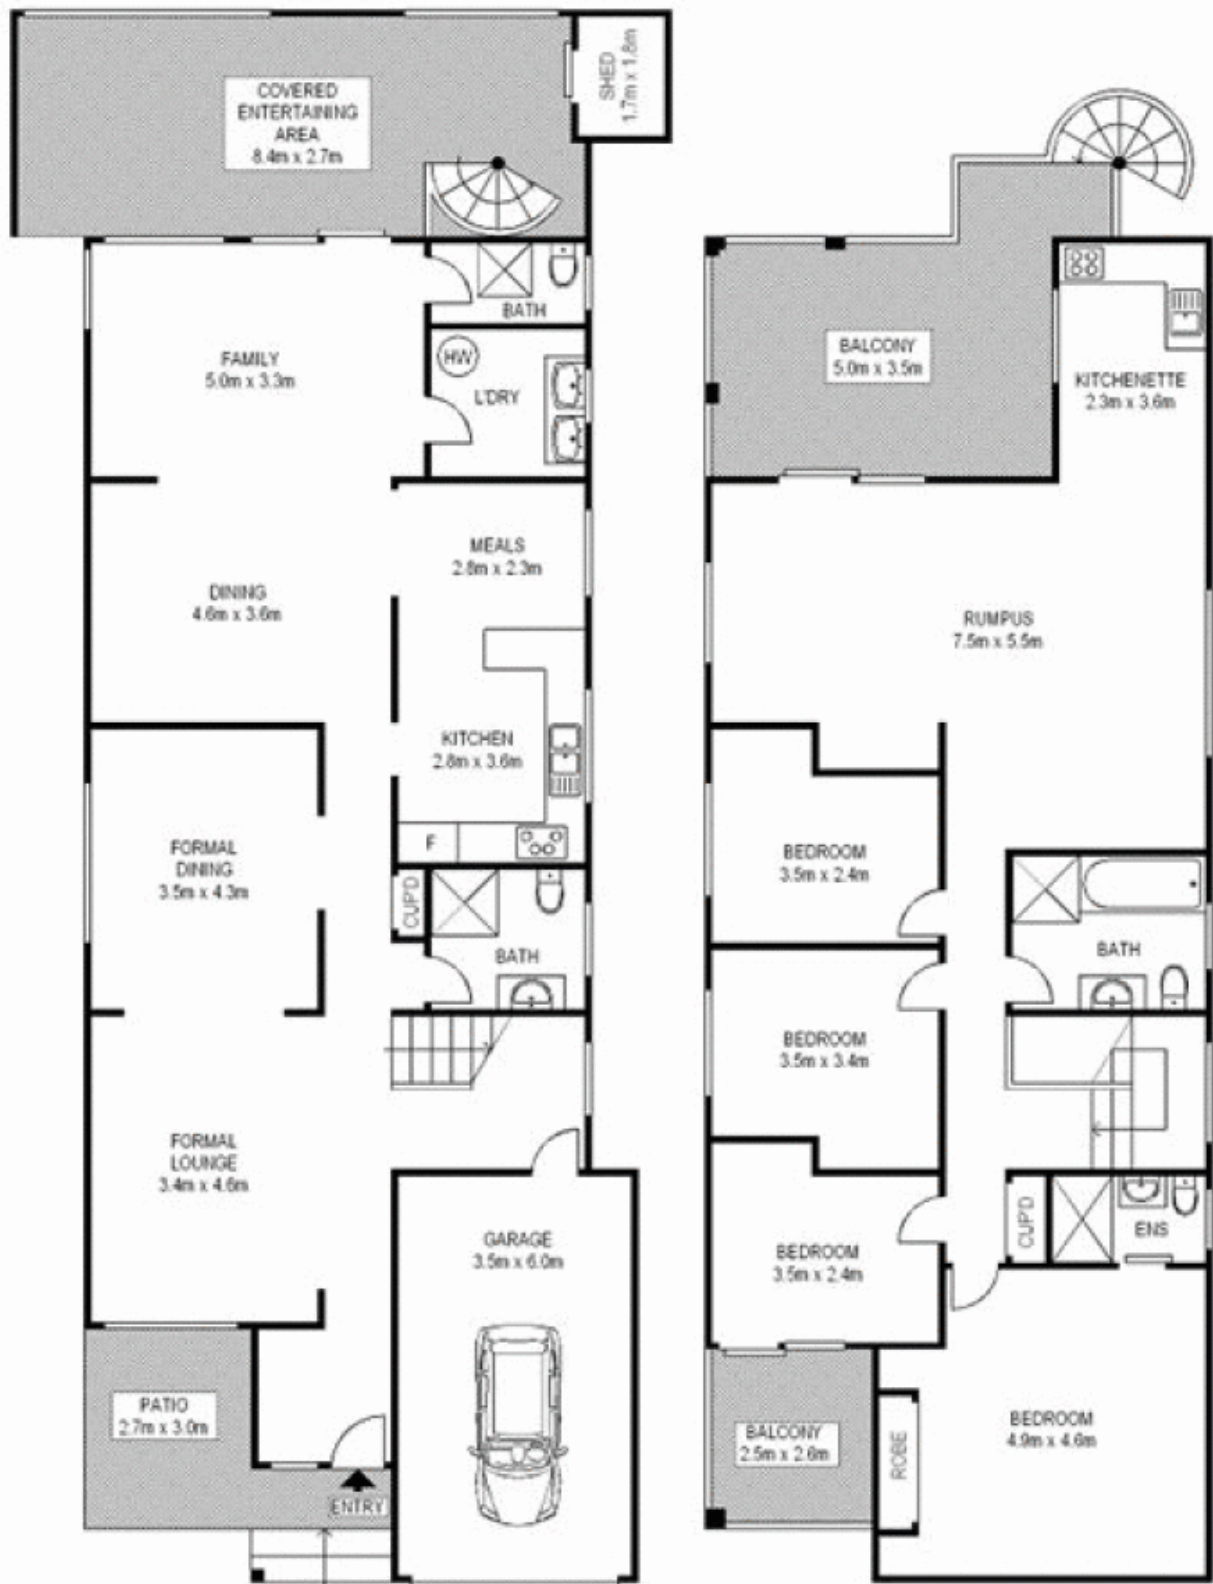 COVERED
ENTERTAINING
AREA
8.4m x 2.7m
SHED
1.7m x 1.8m
BATH
FAMILY
5.0m x 3.3m
HW
L'DRY
MEALS
2.8m x 2.3m
DINING
4.6m x 3.6m
KITCHEN
2.8m x 3.6m
F
FORMAL
DINING
3.5m x 4.3m
CUP'D
BATH
FORMAL
LOUNGE
3.4m x 4.6m
GARAGE
3.5m x 6.0m
PATIO
2.7m x 3.0m
ENTRY
BALCONY
5.0m x 3.5m
KITCHENETTE
2.3m x 3.6m
RUMPUS
7.5m x 5.5m
BEDROOM
3.5m x 2.4m
BATH
BEDROOM
3.5m x 3.4m
CUP'D
ENS
BEDROOM
3.5m x 2.4m
BALCONY
2.5m x 2.6m
ROBE
BEDROOM
4.9m x 4.6m